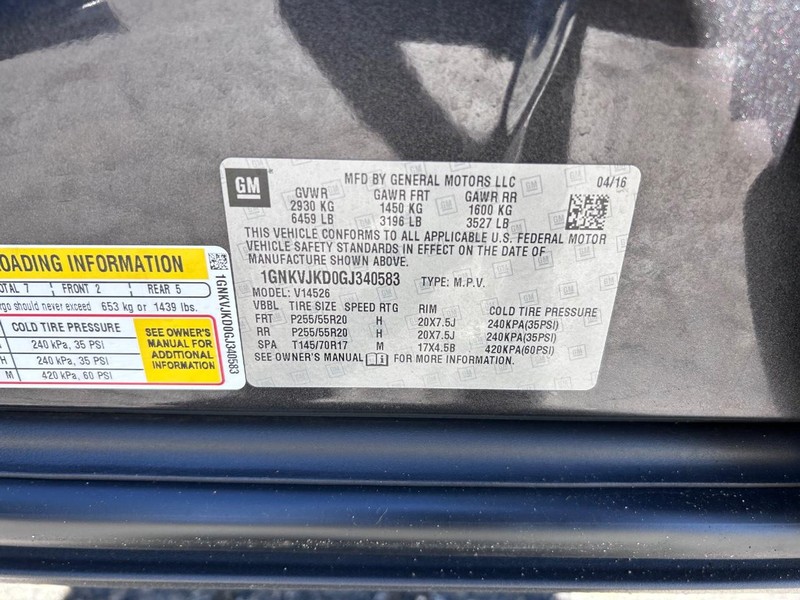 GM
MFD BY GENERAL MOTORS LLC 04/16
GVWR GAWR FRT GAWR RR
2930 KG 1450 KG 1600 KG
6459 LB 3196 LB 3527 LB
THIS VEHICLE CONFORMS TO ALL APPLICABLE U.S. FEDERAL MOTOR
VEHICLE SAFETY STANDARDS IN EFFECT ON THE DATE OF
MANUFACTURE SHOWN ABOVE.
1GNKVJKD0GJ340583 TYPE: M.P.V.
MODEL: V14526
VBBL TIRE SIZE SPEED RTG RIM COLD TIRE PRESSURE
FRT P255/55R20 H 20X7.5J 240KPA(35PSI)
RR P255/55R20 H 20X7.5J 240KPA(35PSI)
SPA T145/70R17 M 17X4.5B 420KPA(60PSI)
SEE OWNER'S MANUAL i FOR MORE INFORMATION.
OADING INFORMATION
OTAL 7 FRONT 2 REAR 5
rgo should never exceed 653 kg or 1439 lbs.
COLD TIRE PRESSURE
240 kPa, 35 PSI
H 240 kPa, 35 PSI
M 420 kPa, 60 PSI
SEE OWNER'S
MANUAL FOR
ADDITIONAL
INFORMATION
1GNKVJKD0GJ340583